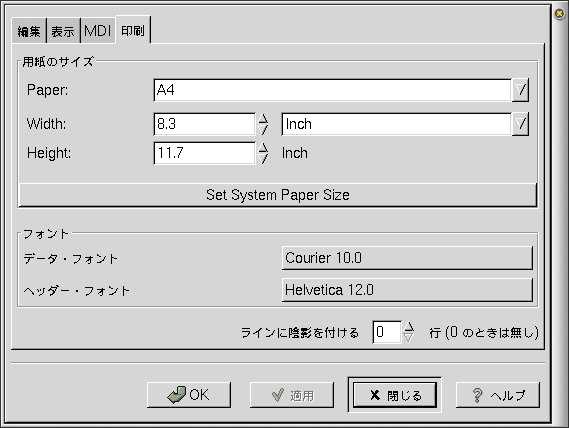 編集 表示 MDI 印刷
用紙のサイズ
Paper: A4
Width: 8.3 Inch
Height: 11.7 Inch
Set System Paper Size
フォント
データ・フォント Courier 10.0
ヘッダー・フォント Helvetica 12.0
ラインに陰影を付ける 0 行 (0 のときは無し)
OK 適用 閉じる ? ヘルプ